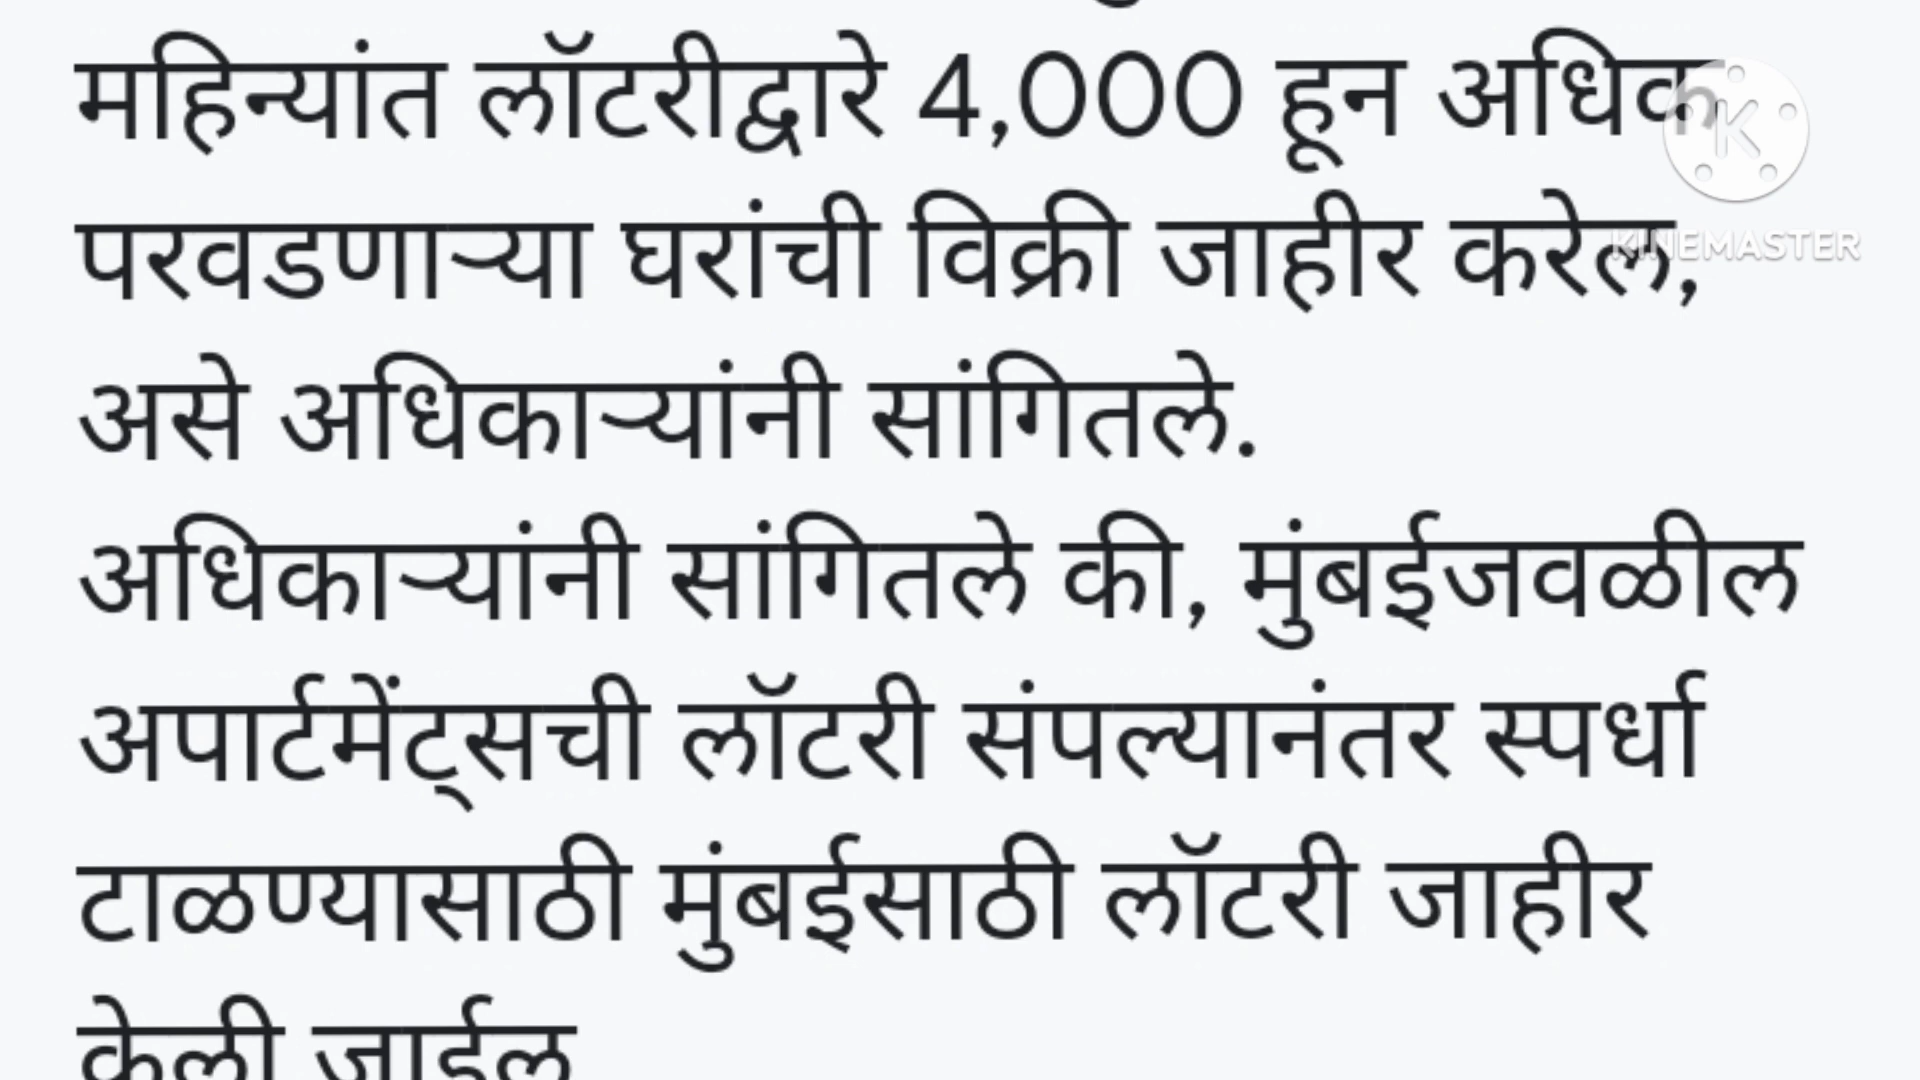 महिन्यांत लॉटरीद्वारे 4,000 हून अधिक
परवडणाऱ्या घरांची विक्री जाहीर करेल,
असे अधिकाऱ्यांनी सांगितले.
अधिकाऱ्यांनी सांगितले की, मुंबईजवळील
अपार्टमेंट्सची लॉटरी संपल्यानंतर स्पर्धा
टाळण्यासाठी मुंबईसाठी लॉटरी जाहीर
केली जाईल
K
KINEMASTER